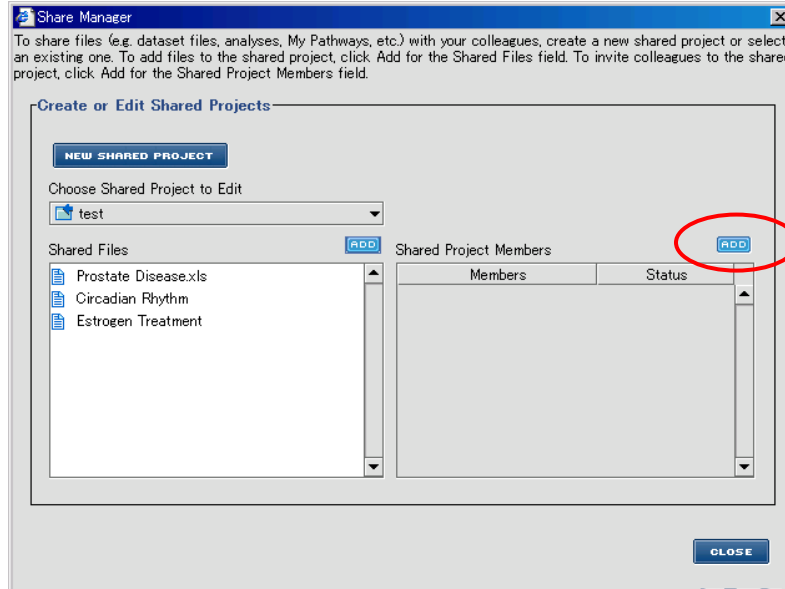 Share Manager
To share files (e.g. dataset files, analyses, My Pathways, etc.) with your colleagues, create a new shared project or select
an existing one. To add files to the shared project, click Add for the Shared Files field. To invite colleagues to the shared
project, click Add for the Shared Project Members field.
Create or Edit Shared Projects
NEW SHARED PROJECT
Choose Shared Project to Edit
test
Shared Files ADD Shared Project Members ADD
Members Status
Prostate Disease.xls
Circadian Rhythm
Estrogen Treatment
CLOSE